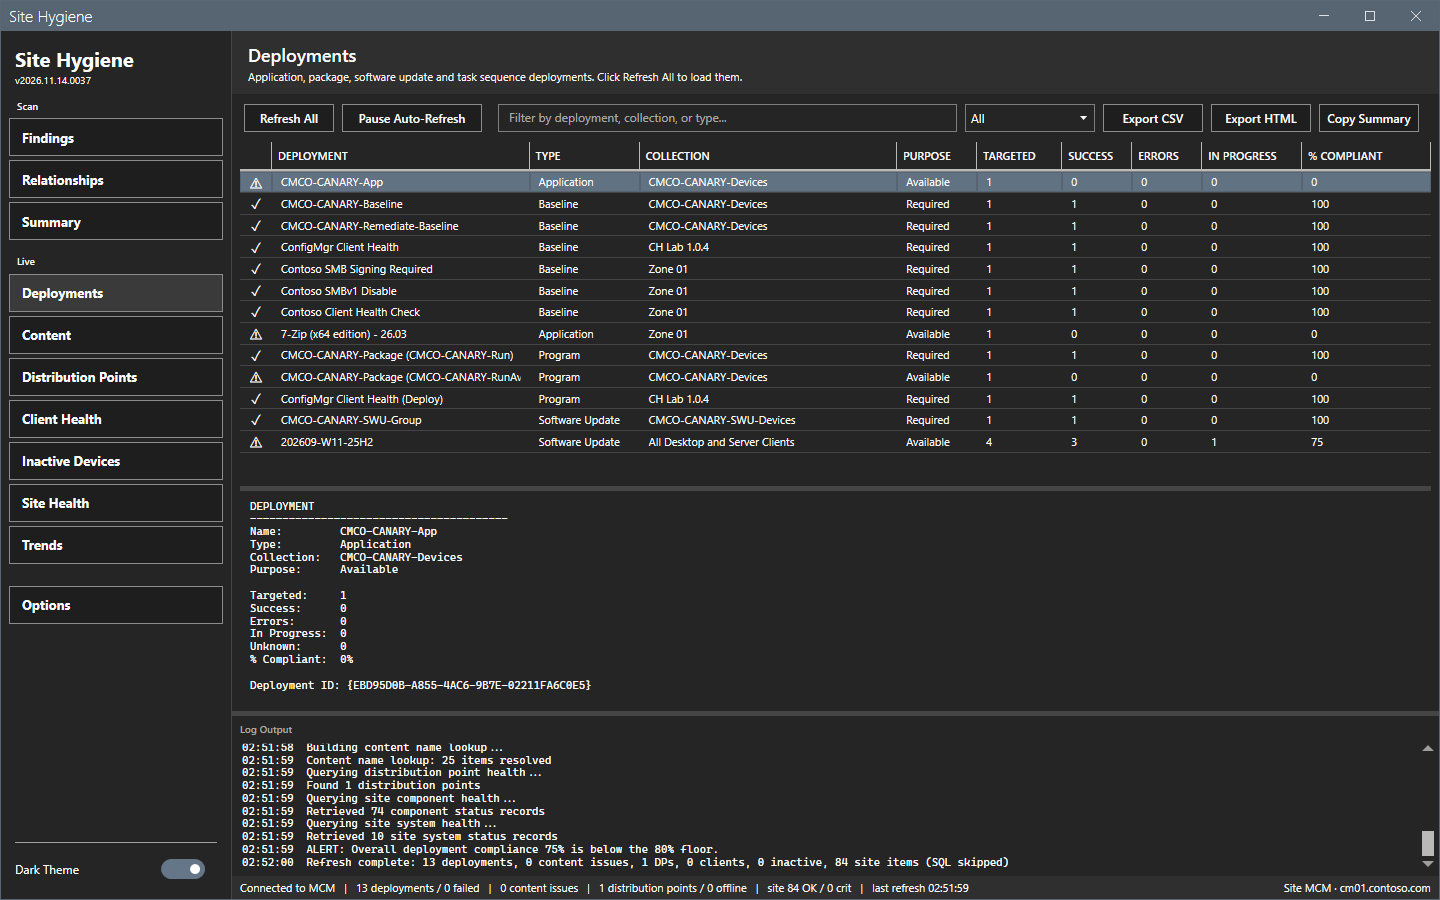 Site Hygiene
Site Hygiene
v2026.11.14.0037
Scan
Findings
Relationships
Summary
Live
Deployments
Content
Distribution Points
Client Health
Inactive Devices
Site Health
Trends
Options
Dark Theme
Deployments
Application, package, software update and task sequence deployments. Click Refresh All to load them.
Refresh All Pause Auto-Refresh Filter by deployment, collection, or type... All Export CSV Export HTML Copy Summary
DEPLOYMENT TYPE COLLECTION PURPOSE TARGETED SUCCESS ERRORS IN PROGRESS % COMPLIANT
CMCO-CANARY-App Application CMCO-CANARY-Devices Available 1 0 0 0 0
CMCO-CANARY-Baseline Baseline CMCO-CANARY-Devices Required 1 1 0 0 100
CMCO-CANARY-Remediate-Baseline Baseline CMCO-CANARY-Devices Required 1 1 0 0 100
ConfigMgr Client Health Baseline CH Lab 1.0.4 Required 1 1 0 0 100
Contoso SMB Signing Required Baseline Zone 01 Required 1 1 0 0 100
Contoso SMBv1 Disable Baseline Zone 01 Required 1 1 0 0 100
Contoso Client Health Check Baseline Zone 01 Required 1 1 0 0 100
7-Zip (x64 edition) - 26.03 Application Zone 01 Available 1 0 0 0 0
CMCO-CANARY-Package (CMCO-CANARY-Run) Program CMCO-CANARY-Devices Required 1 1 0 0 100
CMCO-CANARY-Package (CMCO-CANARY-RunAv Program CMCO-CANARY-Devices Available 1 0 0 0 0
ConfigMgr Client Health (Deploy) Program CH Lab 1.0.4 Required 1 1 0 0 100
CMCO-CANARY-SWU-Group Software Update CMCO-CANARY-SWU-Devices Required 1 1 0 0 100
202609-W11-25H2 Software Update All Desktop and Server Clients Available 4 3 0 1 75
DEPLOYMENT
----------------------------------------
Name: CMCO-CANARY-App
Type: Application
Collection: CMCO-CANARY-Devices
Purpose: Available
Targeted: 1
Success: 0
Errors: 0
In Progress: 0
Unknown: 0
% Compliant: 0%
Deployment ID: {EBD95D0B-A855-4AC6-9B7E-02211FA6C0E5}
Log Output
02:51:58 Building content name lookup...
02:51:59 Content name lookup: 25 items resolved
02:51:59 Querying distribution point health...
02:51:59 Found 1 distribution points
02:51:59 Querying site component health...
02:51:59 Retrieved 74 component status records
02:51:59 Querying site system health...
02:51:59 Retrieved 10 site system status records
02:51:59 ALERT: Overall deployment compliance 75% is below the 80% floor.
02:52:00 Refresh complete: 13 deployments, 0 content issues, 1 DPs, 0 clients, 0 inactive, 84 site items (SQL skipped)
Connected to MCM | 13 deployments / 0 failed | 0 content issues | 1 distribution points / 0 offline | site 84 OK / 0 crit | last refresh 02:51:59 Site MCM · cm01.contoso.com